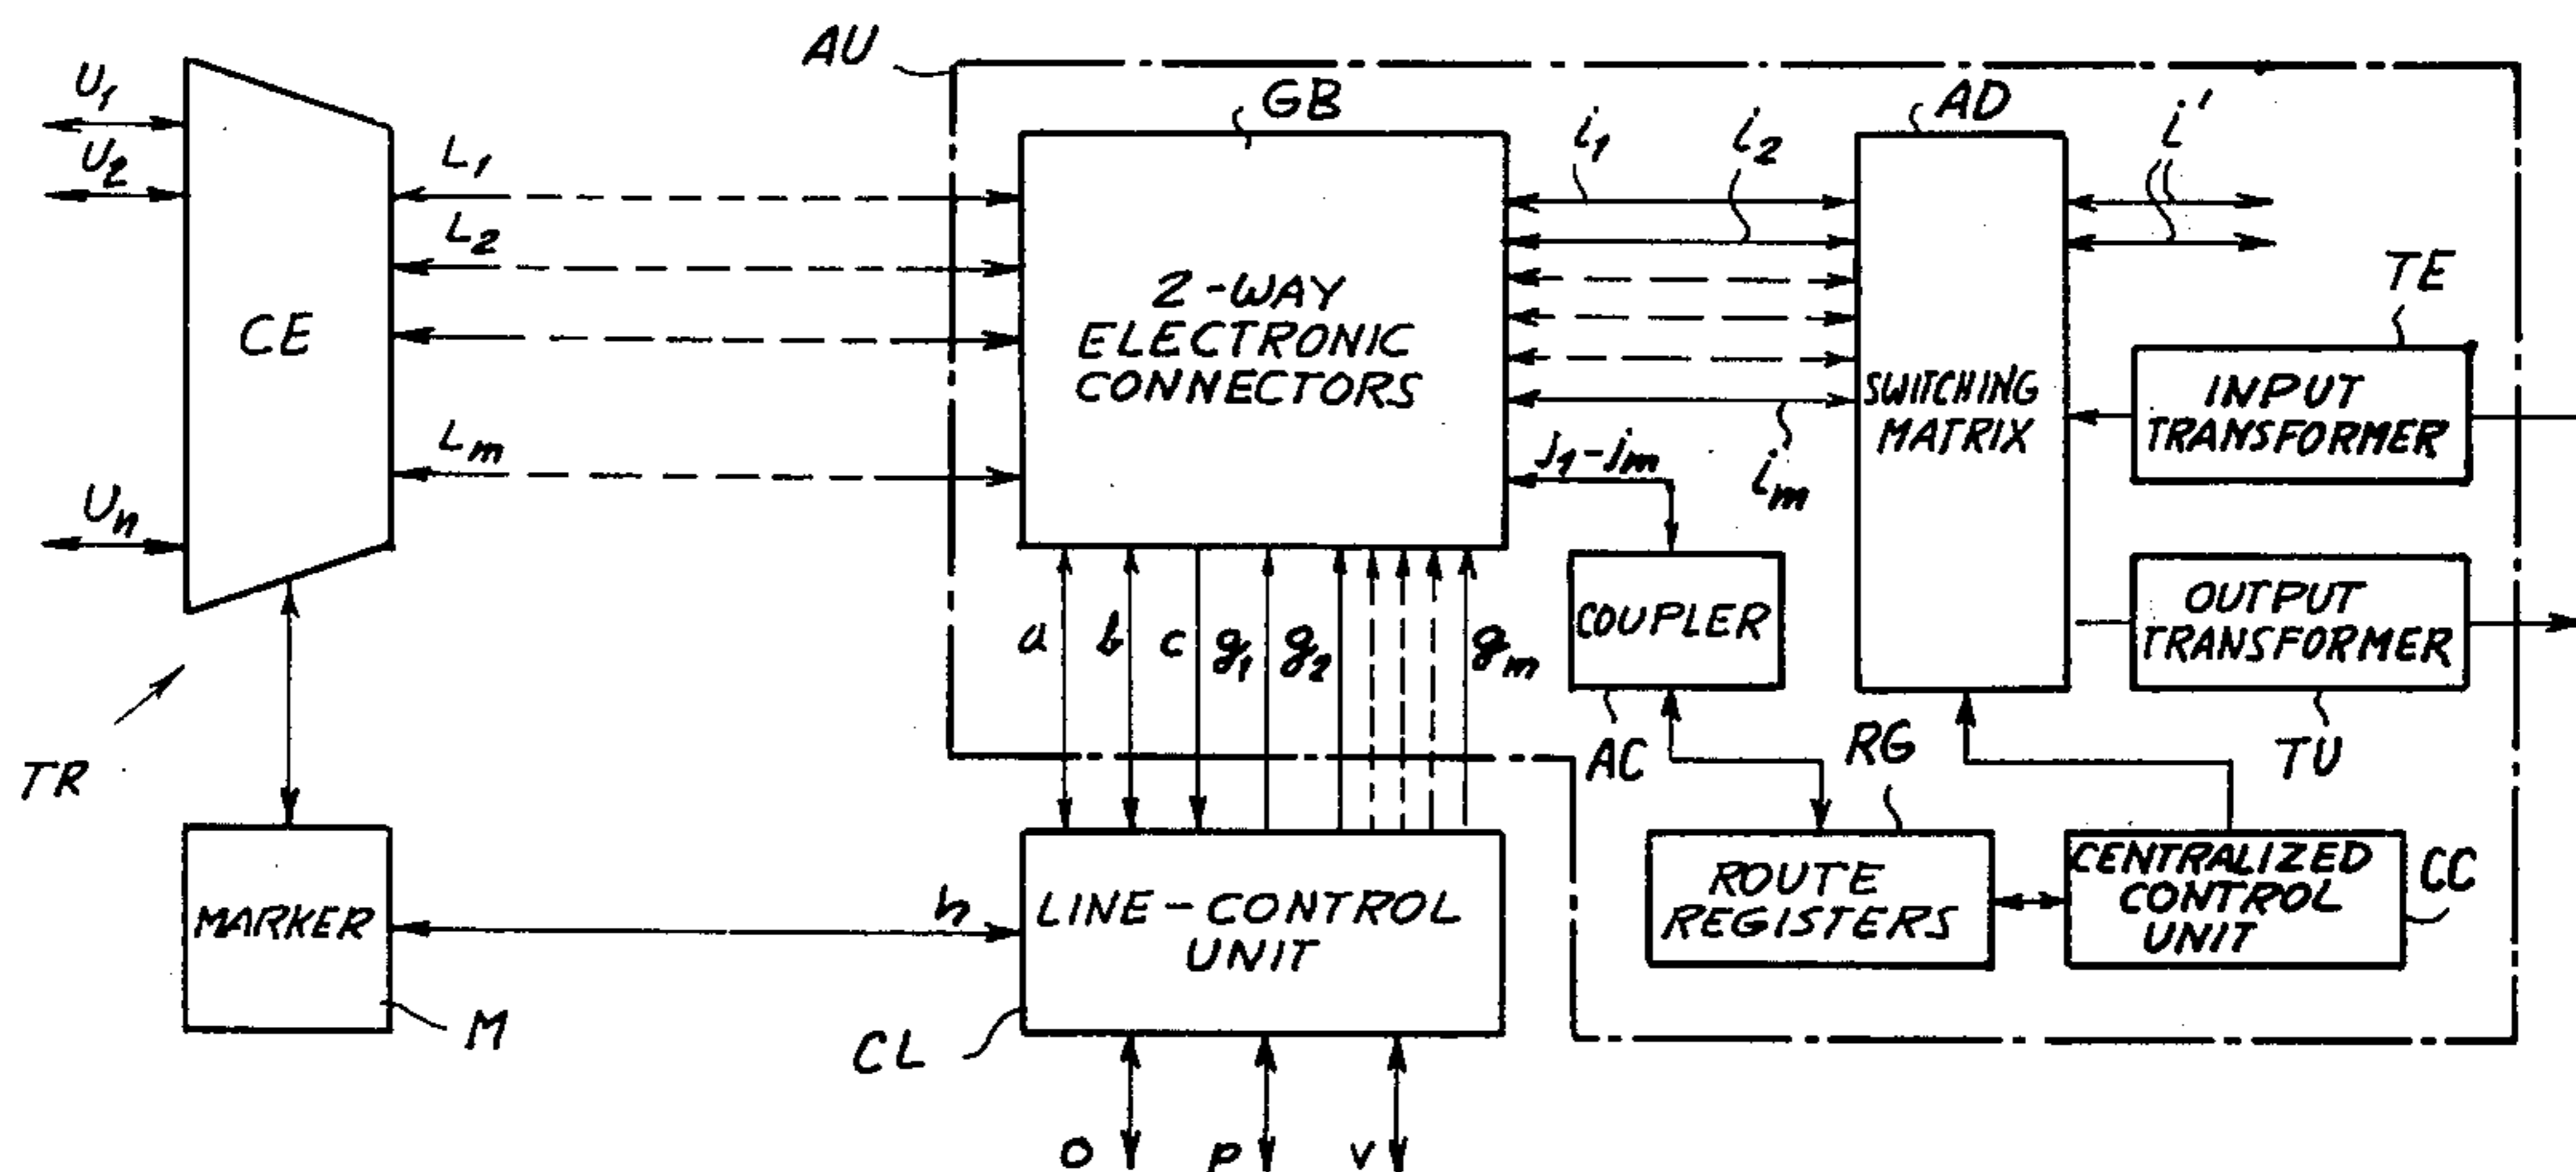 AU
U1
U2
Un
CE
L1
L2
Lm
GB
2-WAY
ELECTRONIC
CONNECTORS
i1
i2
im
j1-jm
AD
SWITCHING
MATRIX
i'
TE
INPUT
TRANSFORMER
OUTPUT
TRANSFORMER
TU
COUPLER
AC
a
b
c
g1
g2
gm
TR
MARKER
M
h
LINE-CONTROL
UNIT
CL
o
p
v
RG
ROUTE
REGISTERS
CENTRALIZED
CONTROL
UNIT
CC